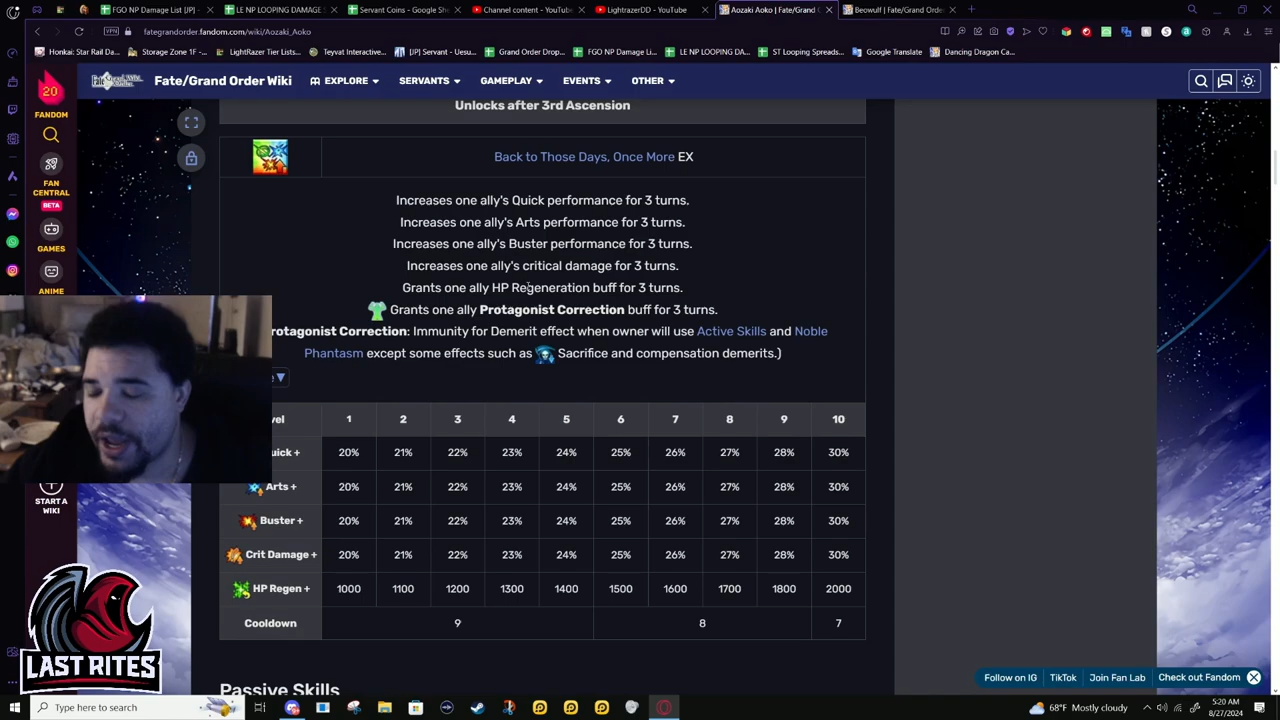 FGO NP Damage List [JP]
LE NP LOOPING DAMAGE
Servant Coins - Google She
Channel content - YouTube
LightrazerDD - YouTube
Aozaki Aoko | Fate/Grand O
Beowulf | Fate/Grand Order
VPN
fategrandorder.fandom.com/wiki/Aozaki_Aoko
Honkai: Star Rail Da...
Storage Zone 1F -...
LightRazer Tier Lists...
Teyvat Interactive...
[JP] Servant - Uesu...
Grand Order Drop...
FGO NP Damage Li...
LE NP LOOPING DA...
ST Looping Spreads...
Google Translate
Dancing Dragon Ca...
20
FANDOM
FAN
CENTRAL
BETA
GAMES
ANIME
START A
WIKI
Fate/Grand Order Wiki
EXPLORE
SERVANTS
GAMEPLAY
EVENTS
OTHER
Unlocks after 3rd Ascension
Back to Those Days, Once More EX
Increases one ally's Quick performance for 3 turns.
Increases one ally's Arts performance for 3 turns.
Increases one ally's Buster performance for 3 turns.
Increases one ally's critical damage for 3 turns.
Grants one ally HP Regeneration buff for 3 turns.
Grants one ally Protagonist Correction buff for 3 turns.
rotagonist Correction: Immunity for Demerit effect when owner will use Active Skills and Noble
Phantasm except some effects such as Sacrifice and compensation demerits.)
e ▼
vel 1 2 3 4 5 6 7 8 9 10
uick + 20% 21% 22% 23% 24% 25% 26% 27% 28% 30%
Arts + 20% 21% 22% 23% 24% 25% 26% 27% 28% 30%
Buster + 20% 21% 22% 23% 24% 25% 26% 27% 28% 30%
Crit Damage + 20% 21% 22% 23% 24% 25% 26% 27% 28% 30%
HP Regen + 1000 1100 1200 1300 1400 1500 1600 1700 1800 2000
Cooldown 9 8 7
Passive Skills
LAST RITES
Follow on IG
TikTok
Join Fan Lab
Check out Fandom
Type here to search
68°F Mostly cloudy
5:20 AM
8/27/2024